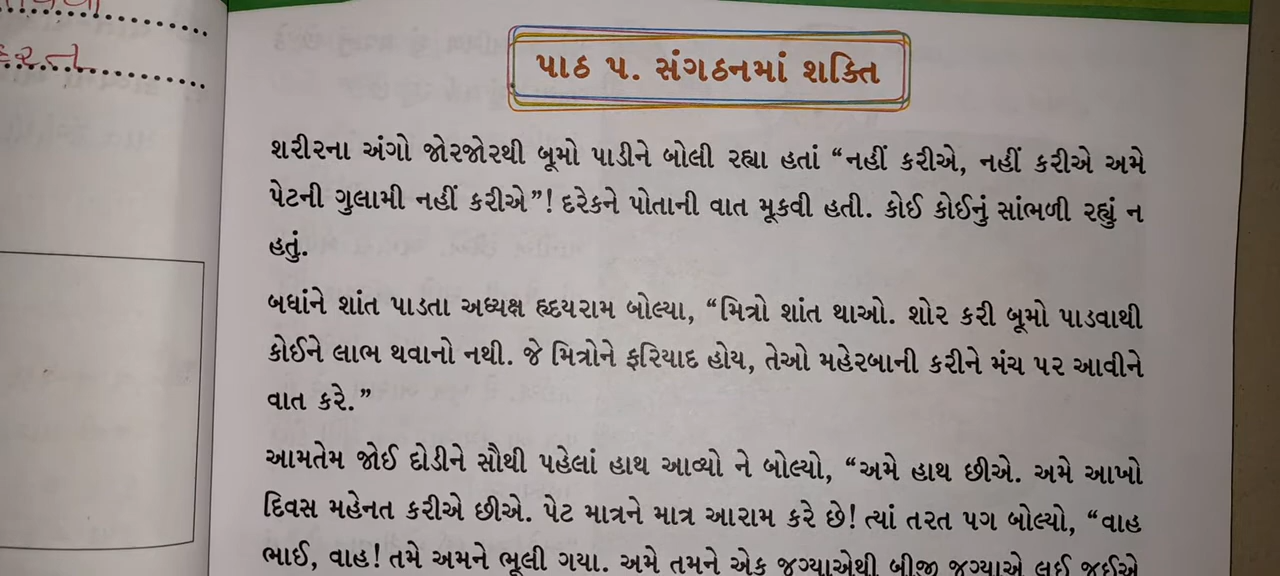 પાઠ ૫. સંગઠનમાં શક્તિ
શરીરના અંગો જોરજોરથી બૂમો પાડીને બોલી રહ્યા હતાં “નહીં કરીએ, નહીં કરીએ અમે
પેટની ગુલામી નહીં કરીએ”! દરેકને પોતાની વાત મૂકવી હતી. કોઈ કોઈનું સાંભળી રહ્યું ન
હતું.
બધાંને શાંત પાડતા અધ્યક્ષ હૃદયરામ બોલ્યા, “મિત્રો શાંત થાઓ. શોર કરી બૂમો પાડવાથી
કોઈને લાભ થવાનો નથી. જે મિત્રોને ફરિયાદ હોય, તેઓ મહેરબાની કરીને મંચ પર આવીને
વાત કરે.”
આમતેમ જોઈ દોડીને સૌથી પહેલાં હાથ આવ્યો ને બોલ્યો, “અમે હાથ છીએ. અમે આખો
દિવસ મહેનત કરીએ છીએ. પેટ માત્રને માત્ર આરામ કરે છે! ત્યાં તરત પગ બોલ્યો, “વાહ
ભાઈ, વાહ! તમે અમને ભૂલી ગયા. અમે તમને એક જગ્યાએથી બીજી જગ્યાએ લઈ જઈએ